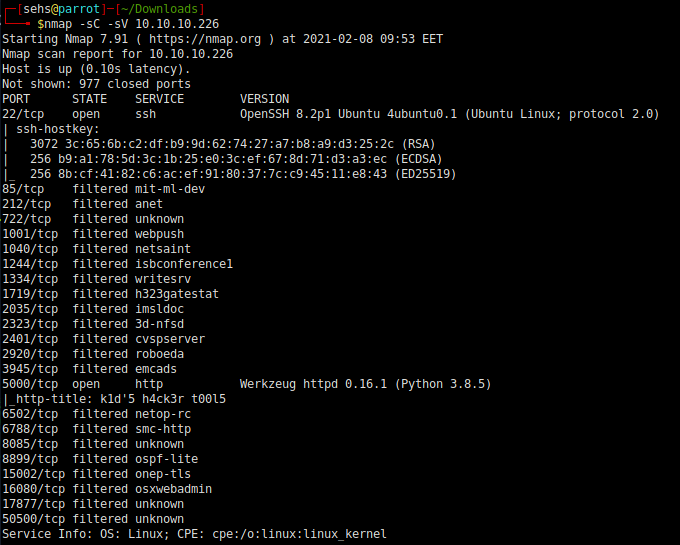 ┌─[sehs@parrot]─[~/Downloads]
└──╼ $nmap -sC -sV 10.10.10.226
Starting Nmap 7.91 ( https://nmap.org ) at 2021-02-08 09:53 EET
Nmap scan report for 10.10.10.226
Host is up (0.10s latency).
Not shown: 977 closed ports
PORT      STATE    SERVICE        VERSION
22/tcp    open     ssh            OpenSSH 8.2p1 Ubuntu 4ubuntu0.1 (Ubuntu Linux; protocol 2.0)
| ssh-hostkey:
|   3072 3c:65:6b:c2:df:b9:9d:62:74:27:a7:b8:a9:d3:25:2c (RSA)
|   256 b9:a1:78:5d:3c:1b:25:e0:3c:ef:67:8d:71:d3:a3:ec (ECDSA)
|_  256 8b:cf:41:82:c6:ac:ef:91:80:37:7c:c9:45:11:e8:43 (ED25519)
85/tcp    filtered mit-ml-dev
212/tcp   filtered anet
722/tcp   filtered unknown
1001/tcp  filtered webpush
1040/tcp  filtered netsaint
1244/tcp  filtered isbconference1
1334/tcp  filtered writesrv
1719/tcp  filtered h323gatestat
2035/tcp  filtered imsldoc
2323/tcp  filtered 3d-nfsd
2401/tcp  filtered cvspserver
2920/tcp  filtered roboeda
3945/tcp  filtered emcads
5000/tcp  open     http           Werkzeug httpd 0.16.1 (Python 3.8.5)
|_http-title: k1d'5 h4ck3r t00l5
6502/tcp  filtered netop-rc
6788/tcp  filtered smc-http
8085/tcp  filtered unknown
8899/tcp  filtered ospf-lite
15002/tcp filtered onep-tls
16080/tcp filtered osxwebadmin
17877/tcp filtered unknown
50500/tcp filtered unknown
Service Info: OS: Linux; CPE: cpe:/o:linux:linux_kernel